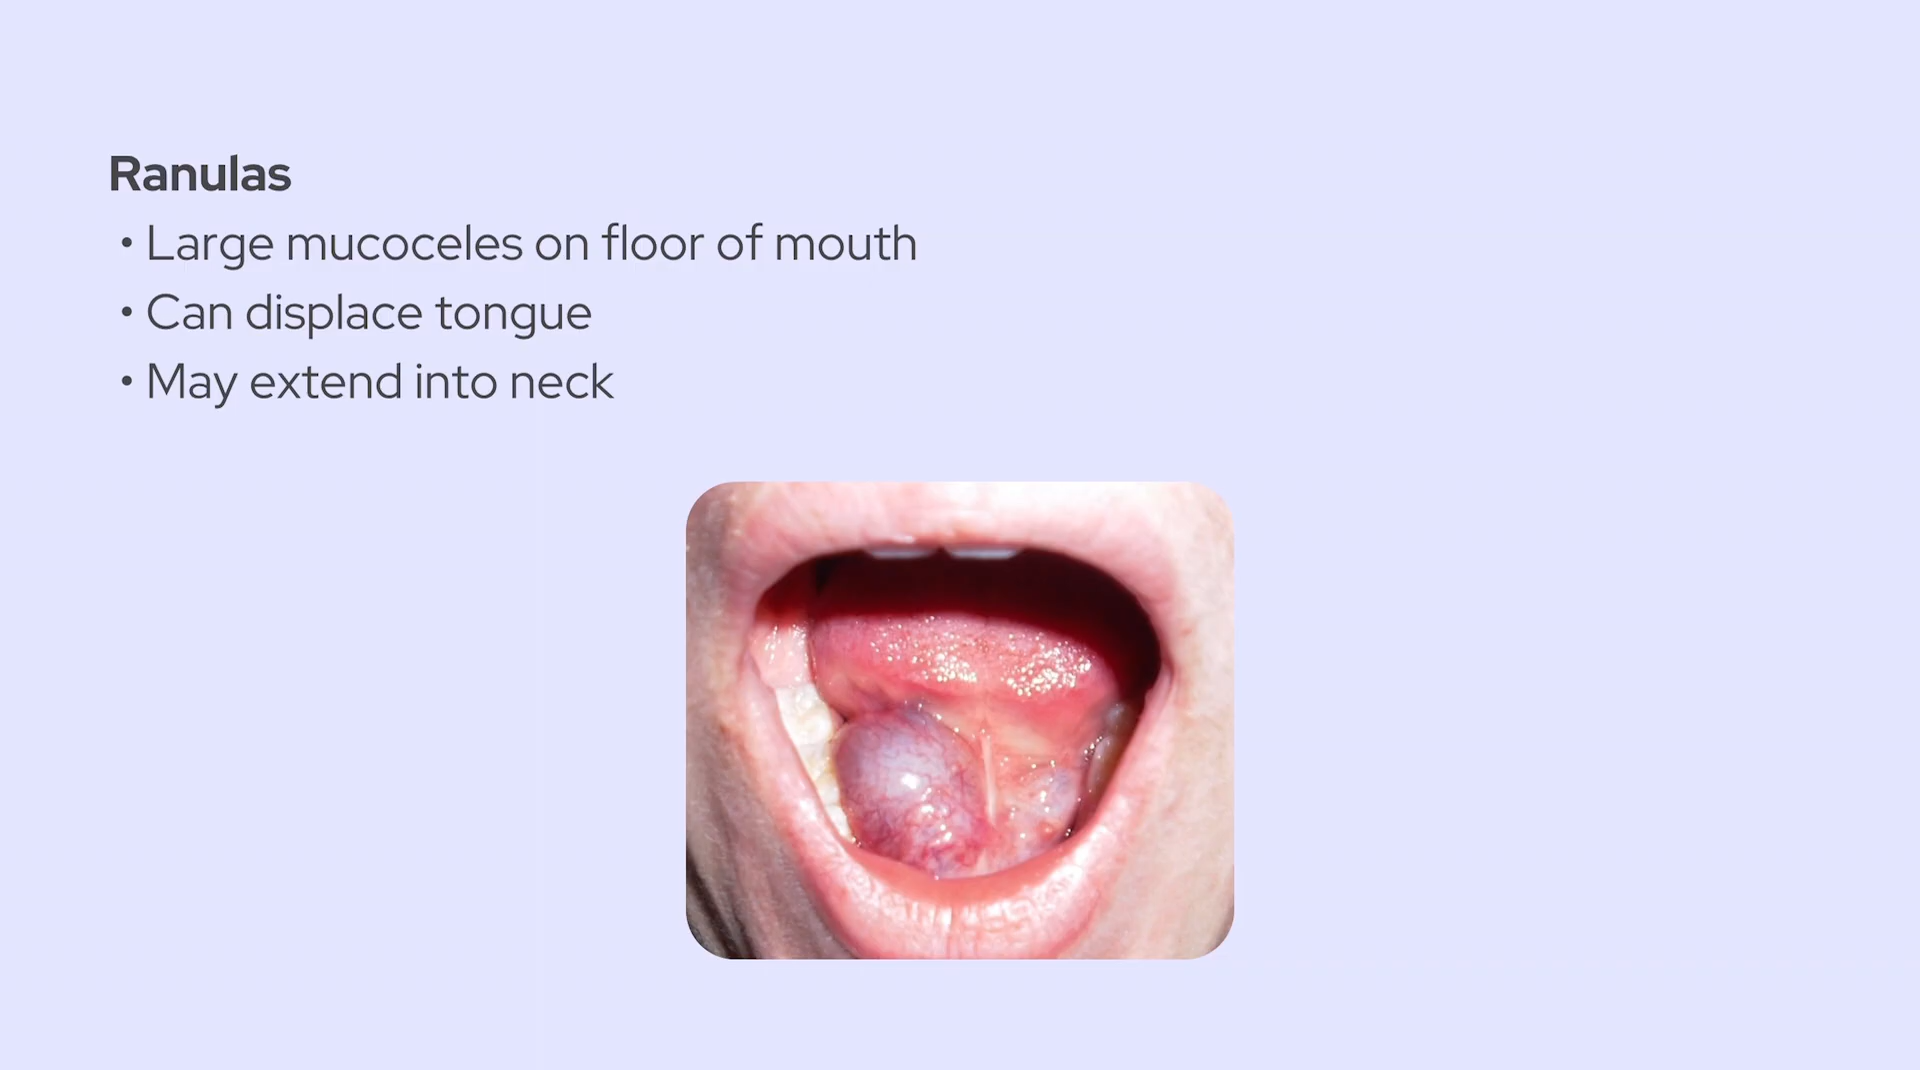 Ranulas
• Large mucoceles on floor of mouth
• Can displace tongue
• May extend into neck